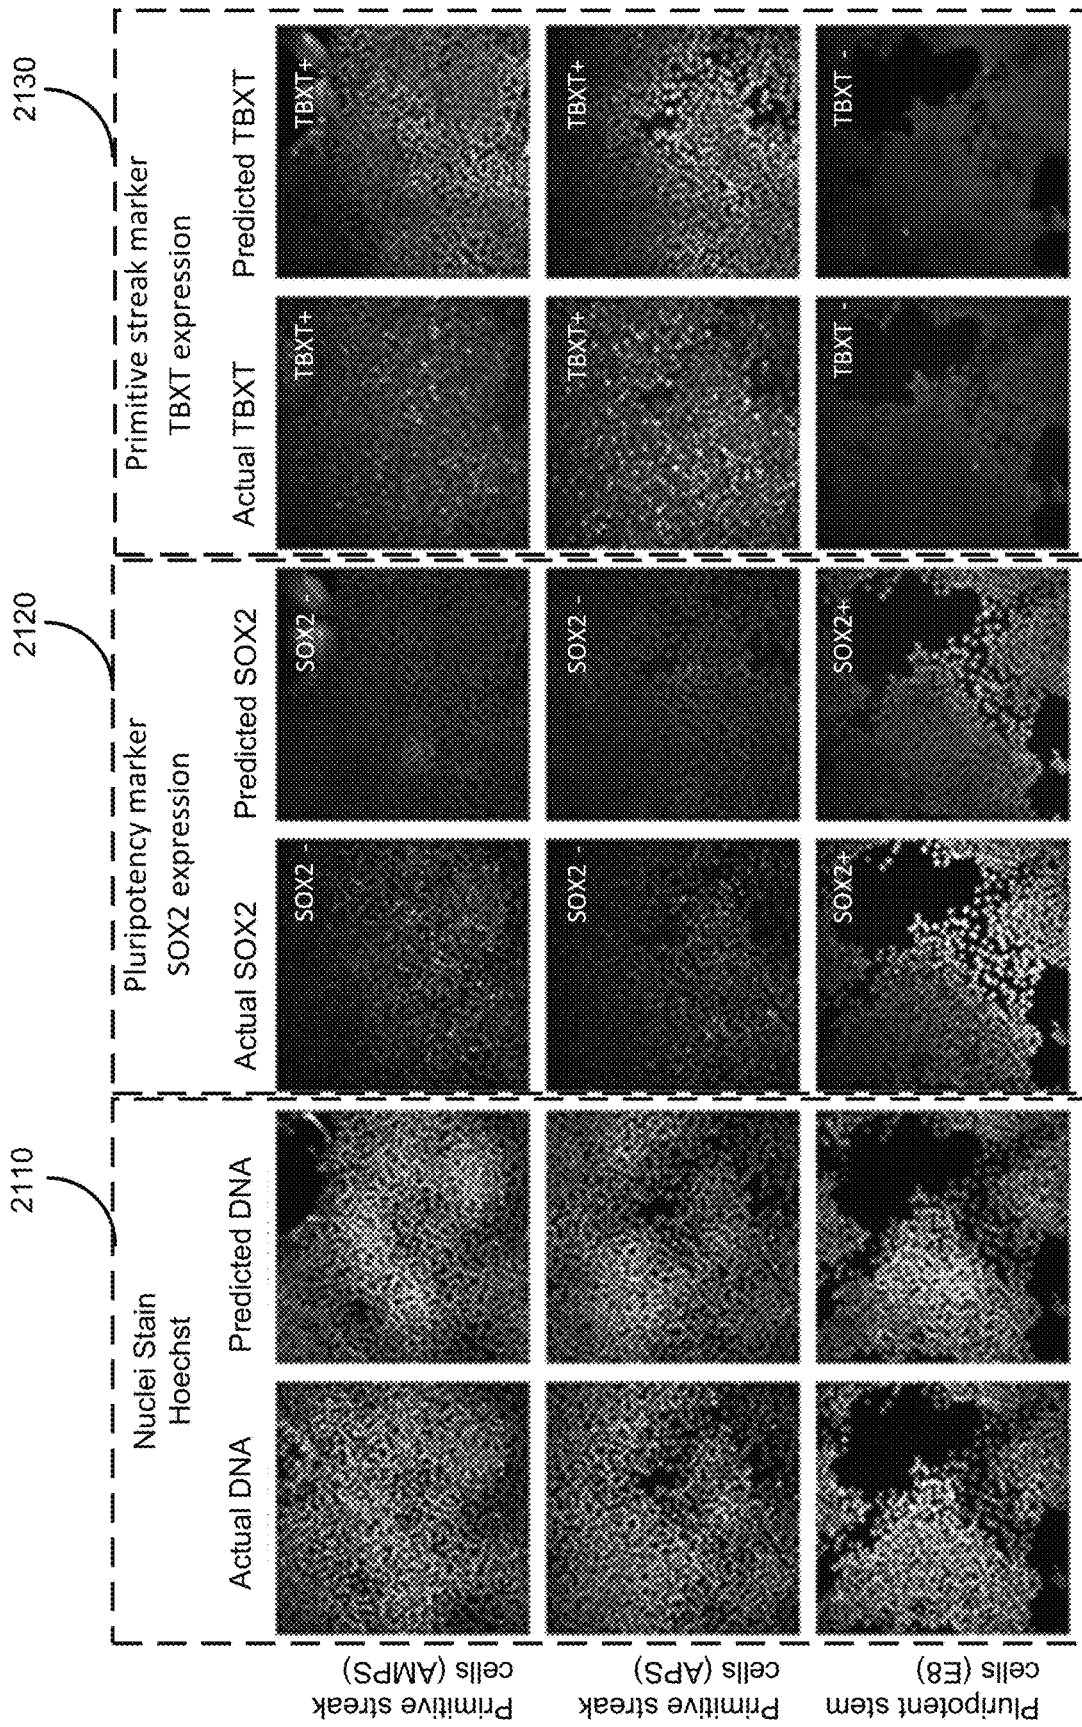 2110
2120
2130
Nuclei Stain
Hoechst
Pluripotency marker
SOX2 expression
Primitive streak marker
TBXT expression
Actual DNA
Predicted DNA
Actual SOX2
Predicted SOX2
Actual TBXT
Predicted TBXT
Primitive streak
cells (AMPS)
SOX2 -
SOX2 -
TBXT+
TBXT+
Primitive streak
cells (APS)
SOX2 -
SOX2 -
TBXT+
TBXT+
Pluripotent stem
cells (E8)
SOX2+
SOX2+
TBXT -
TBXT -